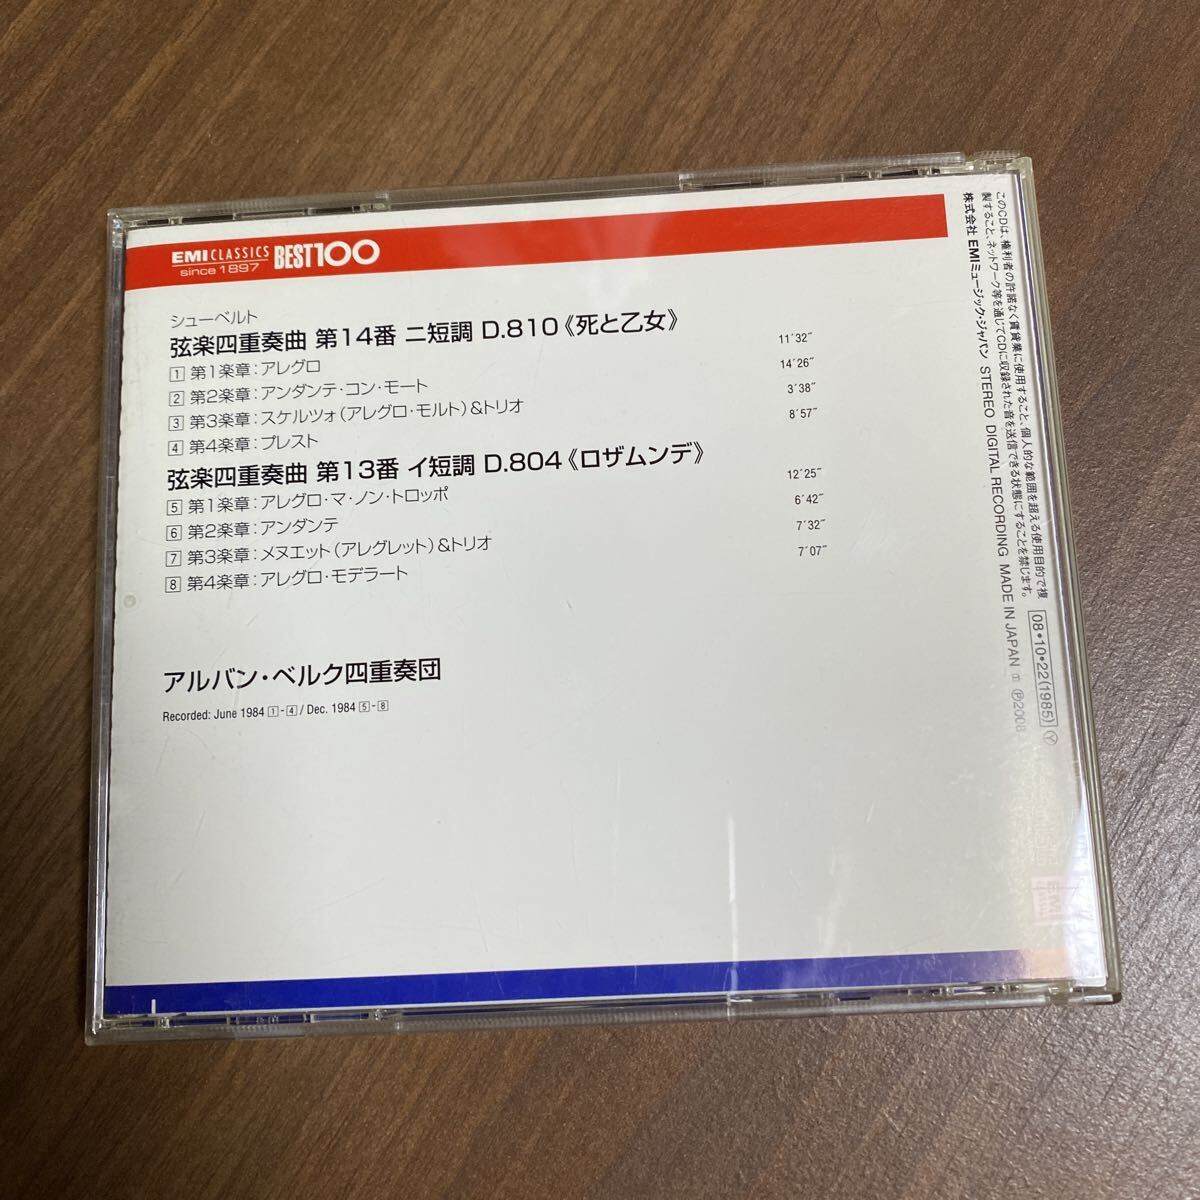 EMI CLASSICS
since 1897
BEST100
シューベルト
弦楽四重奏曲 第14番 ニ短調 D.810《死と乙女》
1 第1楽章:アレグロ 11′32″
2 第2楽章:アンダンテ・コン・モート 14′26″
3 第3楽章:スケルツォ(アレグロ・モルト)&トリオ 3′38″
4 第4楽章:プレスト 8′57″
弦楽四重奏曲 第13番 イ短調 D.804《ロザムンデ》
5 第1楽章:アレグロ・マ・ノン・トロッポ 12′25″
6 第2楽章:アンダンテ 6′42″
7 第3楽章:メヌエット(アレグレット)&トリオ 7′32″
8 第4楽章:アレグロ・モデラート 7′07″
アルバン・ベルク四重奏団
Recorded: June 1984 1-4 / Dec. 1984 5-8
このCDは、権利者の許諾なく賃貸業に使用すること、個人的な範囲を超える使用目的で複
製すること、ネットワーク等を通じてCDに収録された音を送信できる状態にすることを禁じます。
株式会社 EMIミュージック・ジャパン STEREO DIGITAL RECORDING MADE IN JAPAN ℗2008
08・10・22(1985) Y
EMI